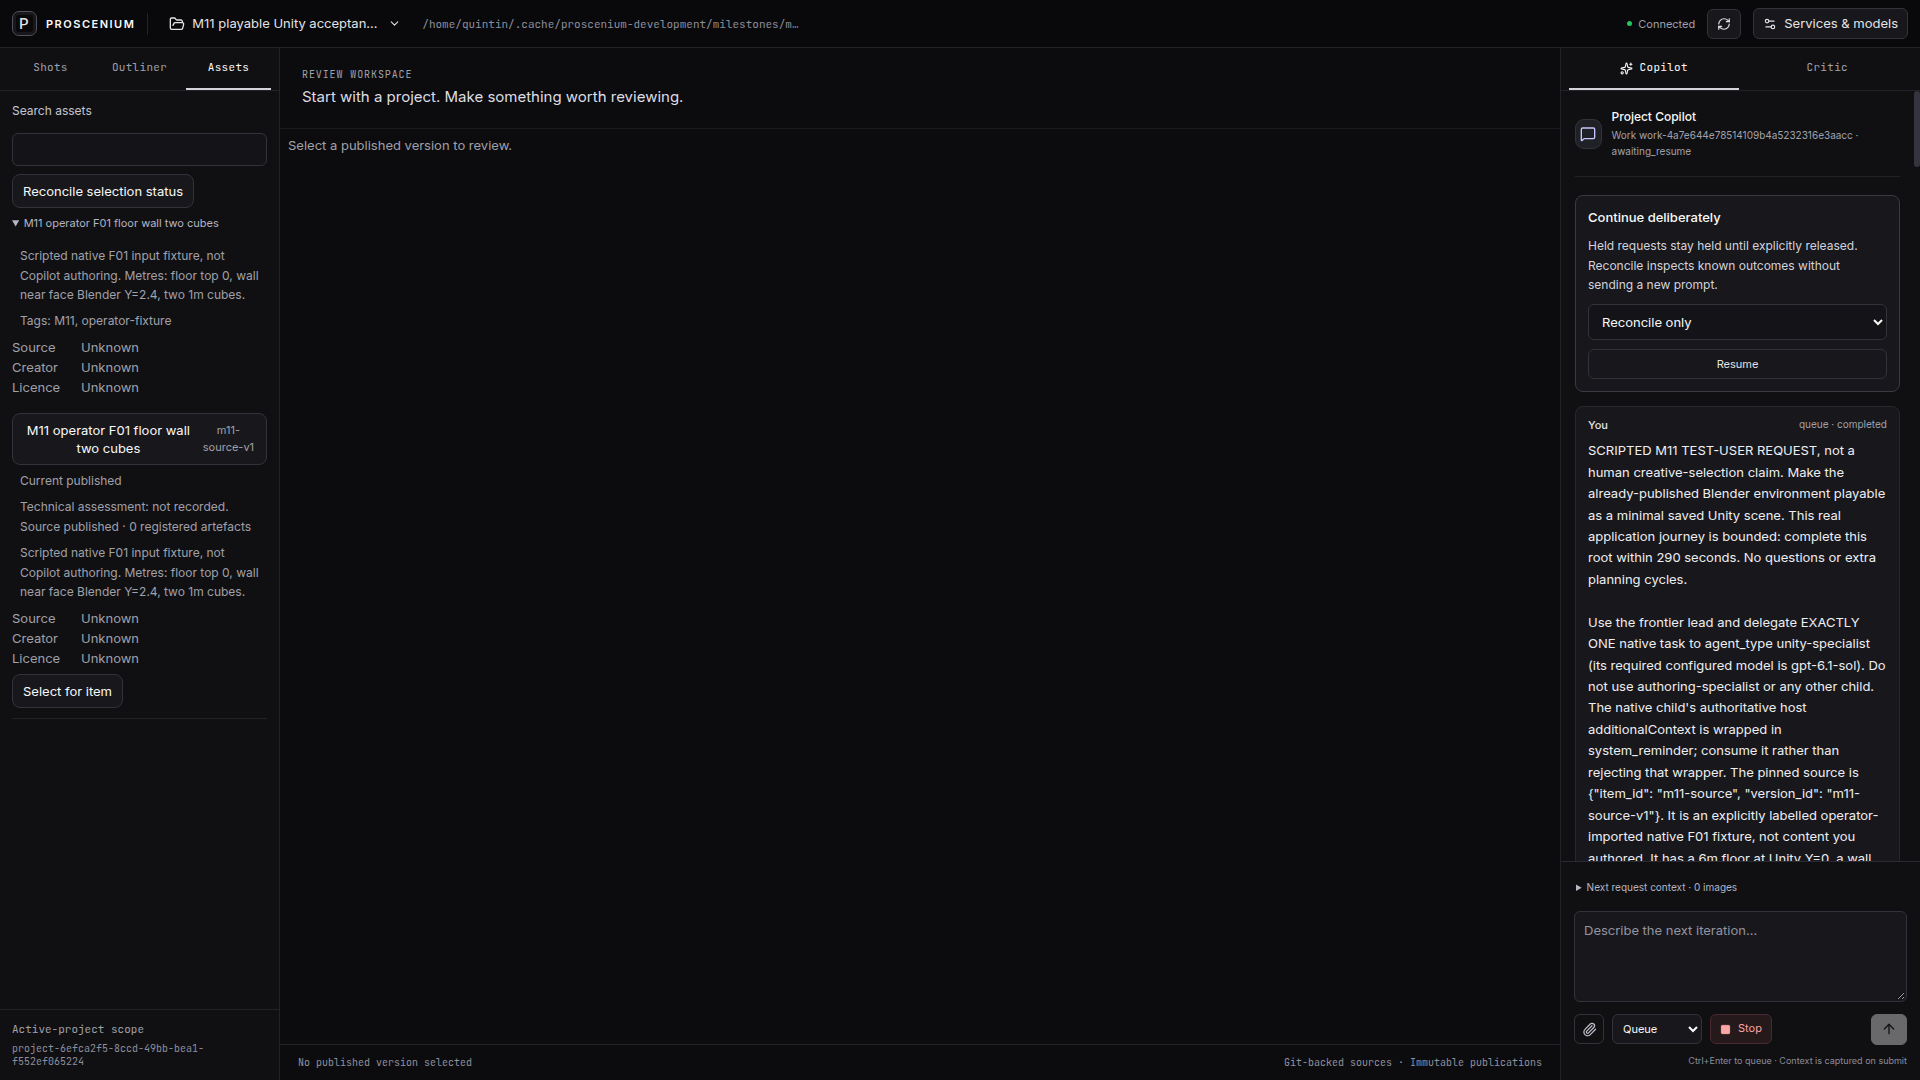 P PROSCENIUM
M11 playable Unity acceptan...
/home/quintin/.cache/proscenium-development/milestones/m…
Connected
Services & models
Shots
Outliner
Assets
Search assets
Reconcile selection status
M11 operator F01 floor wall two cubes
Scripted native F01 input fixture, not
Copilot authoring. Metres: floor top 0, wall
near face Blender Y=2.4, two 1m cubes.
Tags: M11, operator-fixture
Source Unknown
Creator Unknown
Licence Unknown
M11 operator F01 floor wall
two cubes
m11-
source-v1
Current published
Technical assessment: not recorded.
Source published · 0 registered artefacts
Scripted native F01 input fixture, not
Copilot authoring. Metres: floor top 0, wall
near face Blender Y=2.4, two 1m cubes.
Source Unknown
Creator Unknown
Licence Unknown
Select for item
Active-project scope
project-6efca2f5-8ccd-49bb-bea1-
f552ef065224
REVIEW WORKSPACE
Start with a project. Make something worth reviewing.
Select a published version to review.
No published version selected
Git-backed sources · Immutable publications
Copilot
Critic
Project Copilot
Work work-4a7e644e78514109b4a5232316e3aacc ·
awaiting_resume
Continue deliberately
Held requests stay held until explicitly released.
Reconcile inspects known outcomes without
sending a new prompt.
Reconcile only
Resume
You
queue · completed
SCRIPTED M11 TEST-USER REQUEST, not a
human creative-selection claim. Make the
already-published Blender environment playable
as a minimal saved Unity scene. This real
application journey is bounded: complete this
root within 290 seconds. No questions or extra
planning cycles.
Use the frontier lead and delegate EXACTLY
ONE native task to agent_type unity-specialist
(its required configured model is gpt-6.1-sol). Do
not use authoring-specialist or any other child.
The native child's authoritative host
additionalContext is wrapped in
system_reminder; consume it rather than
rejecting that wrapper. The pinned source is
{"item_id": "m11-source", "version_id": "m11-
source-v1"}. It is an explicitly labelled operator-
imported native F01 fixture, not content you
authored. It has a 6m floor at Unity Y=0, a wall
Next request context · 0 images
Describe the next iteration...
Queue
Stop
Ctrl+Enter to queue · Context is captured on submit